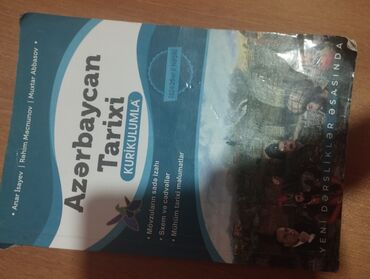 Anar İsayev | Rəhim Məmmədov | Muxtar Abbasov
Azərbaycan
Tarixi
KURİKULUMLA
• Mövzuların sadə izahı
• Sxem və cədvəllər
• Mühüm tarixi məlumatlar
YENİ DƏRSLİKLƏR ƏSASINDA